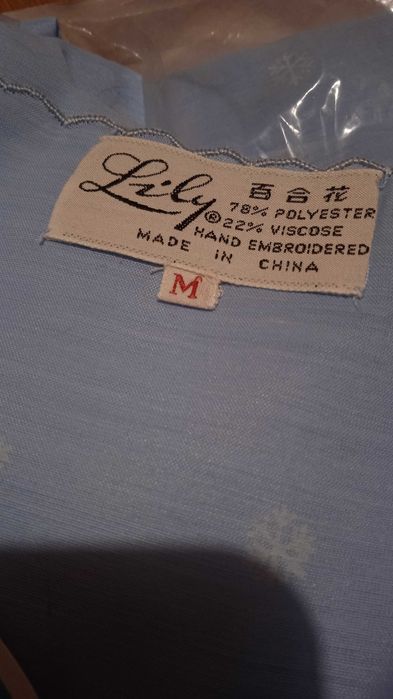 Lily® 百合花
78% POLYESTER
22% VISCOSE
HAND EMBROIDERED
MADE IN CHINA
M